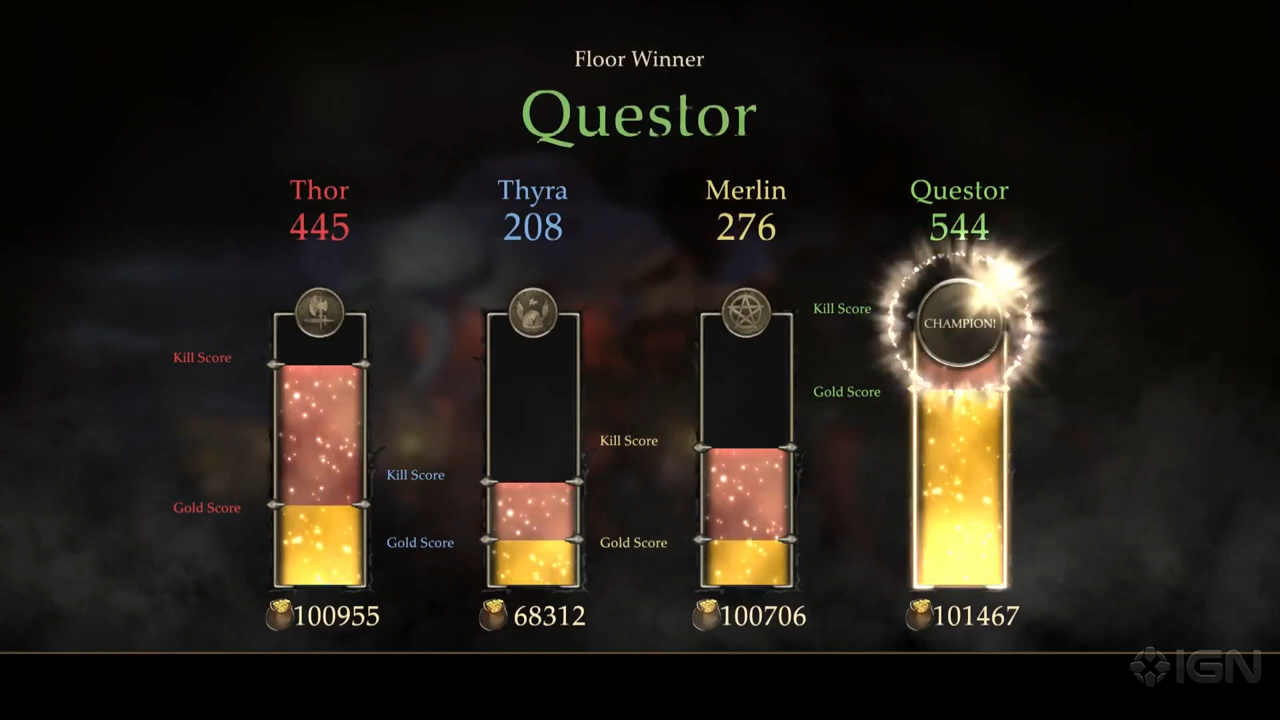 Floor Winner
Questor
Thor
Thyra
Merlin
Questor
445
208
276
544
Kill Score
CHAMPION!
Kill Score
Gold Score
Kill Score
Kill Score
Gold Score
Gold Score
Gold Score
100955
68312
100706
101467
IGN